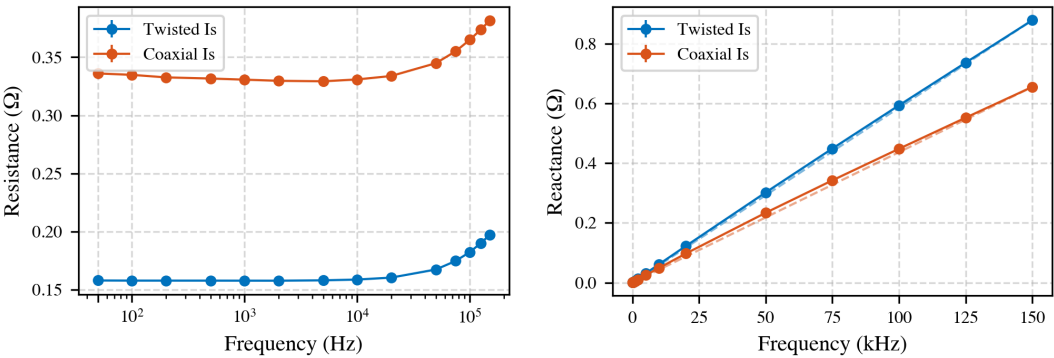 Twisted Is
Coaxial Is
0.35
0.30
0.25
0.20
0.15
Resistance (Ω)
10²
10³
10⁴
10⁵
Frequency (Hz)
Twisted Is
Coaxial Is
0.8
0.6
0.4
0.2
0.0
Reactance (Ω)
0
25
50
75
100
125
150
Frequency (kHz)